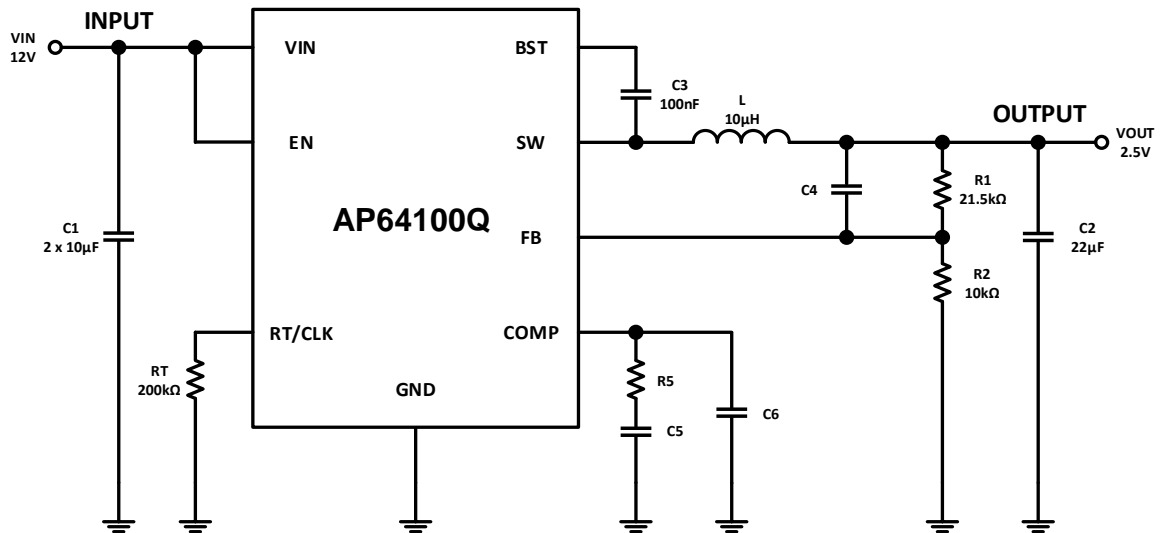 INPUT
VIN
12V
VIN
BST
C3
100nF
L
10µH
OUTPUT
VOUT
2.5V
EN
SW
C4
R1
21.5kΩ
AP64100Q
C1
2 x 10µF
FB
C2
22µF
R2
10kΩ
RT/CLK
COMP
RT
200kΩ
GND
R5
C5
C6